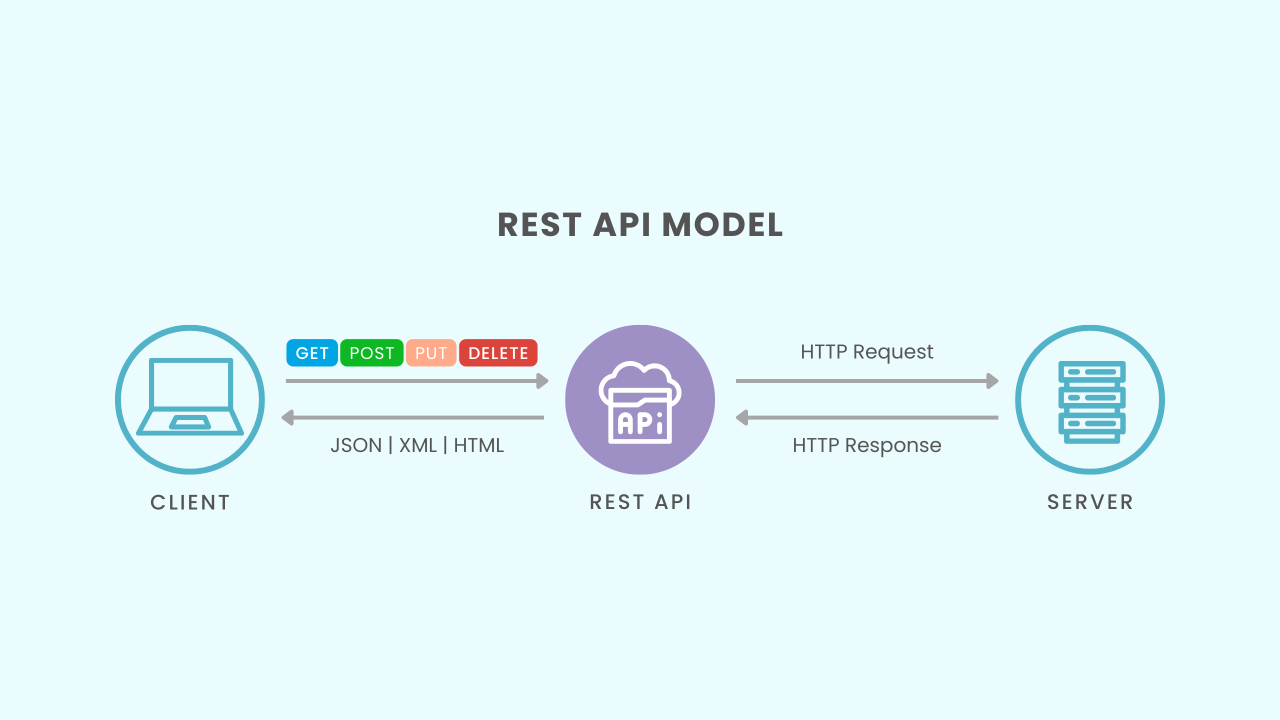 REST API MODEL
GET POST PUT DELETE
JSON | XML | HTML
HTTP Request
HTTP Response
APi
CLIENT
REST API
SERVER